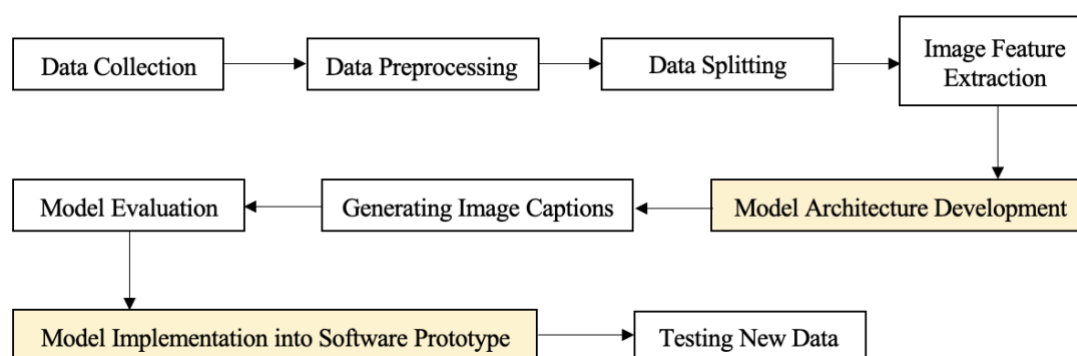 Data Collection
Data Preprocessing
Data Splitting
Image Feature
Extraction
Model Architecture Development
Generating Image Captions
Model Evaluation
Model Implementation into Software Prototype
Testing New Data